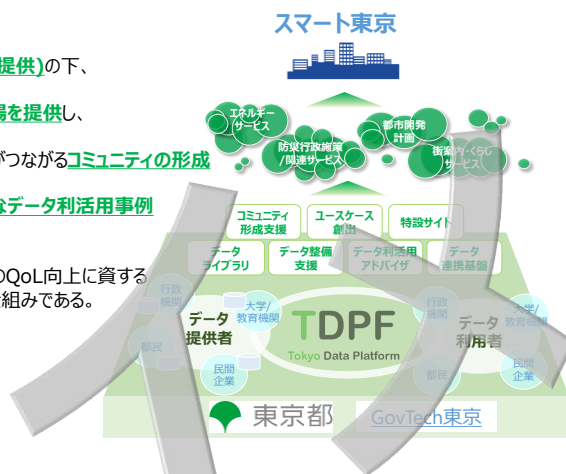 スマート東京
提供)の下、
場を提供し、
がつながるコミュニティの形成
なデータ利活用事例
のQoL向上に資する
組みである。
エネルギー
サービス
防災行政施策
/関連サービス
都市開発
計画
街案内・くらし
サービス
コミュニティ
形成支援
ユースケース
創出
特設サイト
データ
ライブラリ
データ整備
支援
データ利活用
アドバイザ
データ
連携基盤
行政
機関
大学/
教育機関
データ
提供者
都民
民間
企業
TDPF
Tokyo Data Platform
行政
機関
大学/
教育機関
データ
利用者
都民
民間
企業
東京都
GovTech東京